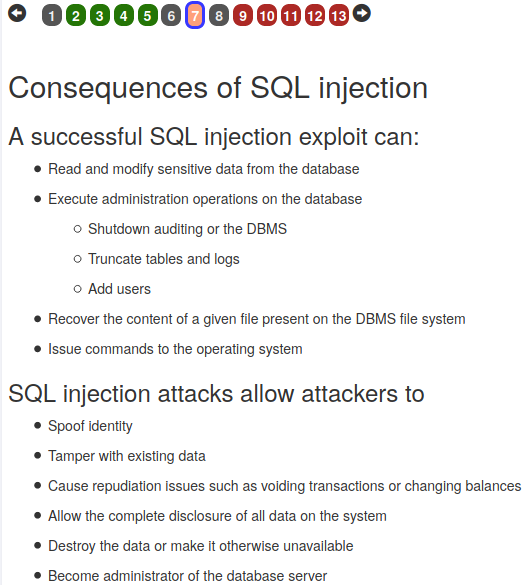 1 2 3 4 5 6 7 8 9 10 11 12 13
Consequences of SQL injection
A successful SQL injection exploit can:
Read and modify sensitive data from the database
Execute administration operations on the database
Shutdown auditing or the DBMS
Truncate tables and logs
Add users
Recover the content of a given file present on the DBMS file system
Issue commands to the operating system
SQL injection attacks allow attackers to
Spoof identity
Tamper with existing data
Cause repudiation issues such as voiding transactions or changing balances
Allow the complete disclosure of all data on the system
Destroy the data or make it otherwise unavailable
Become administrator of the database server